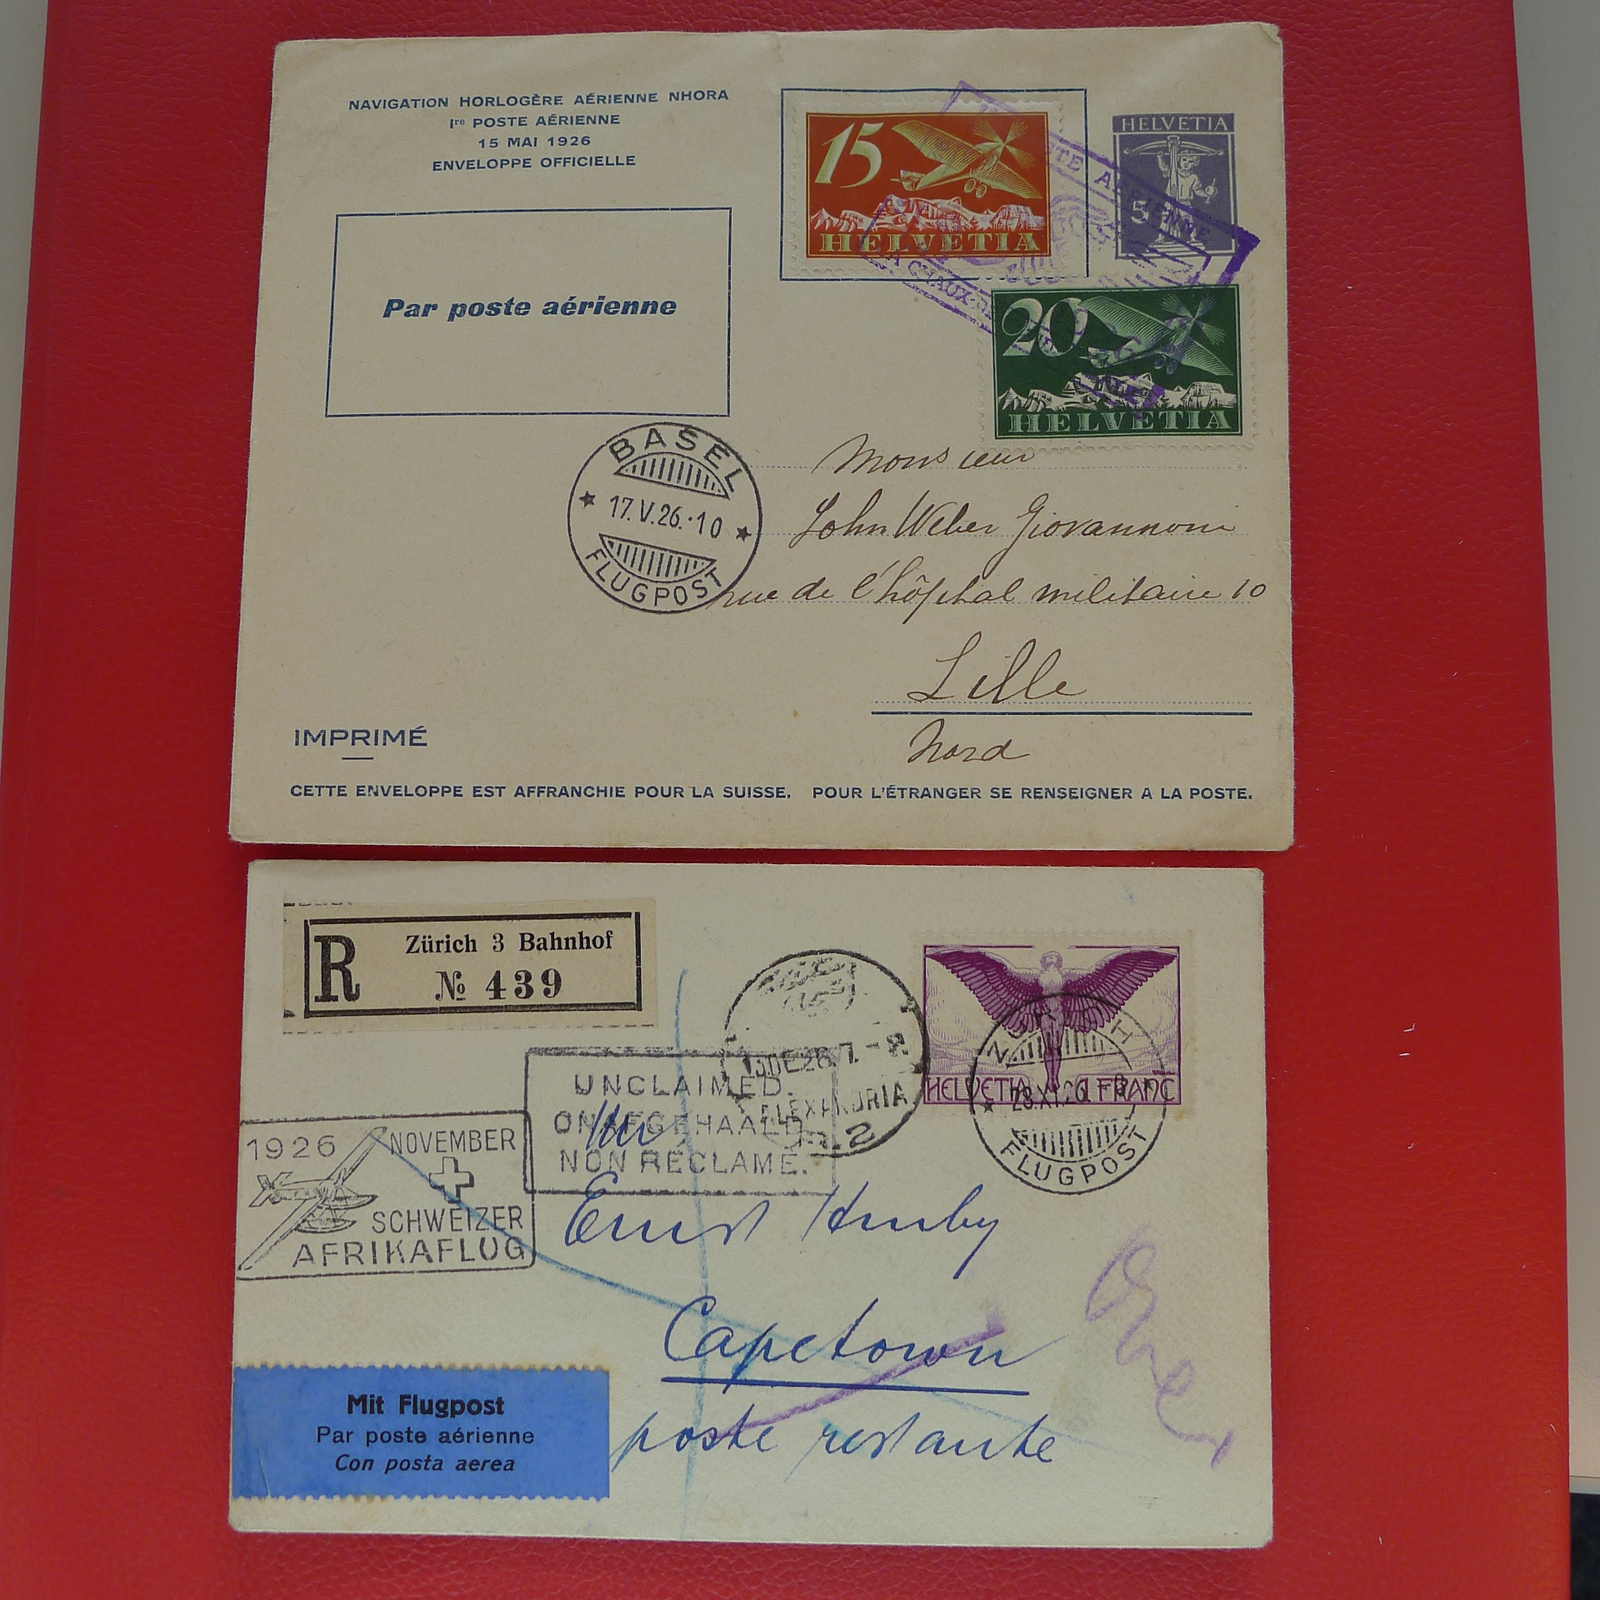 NAVIGATION HORLOGÈRE AÉRIENNE NHORA
Ire POSTE AÉRIENNE
15 MAI 1926
ENVELOPPE OFFICIELLE
15
HELVETIA
HELVETIA
5
20
HELVETIA
Par poste aérienne
BASEL
17.V.26.·10
FLUGPOST
Monsieur
John Weber Giovannoni
rue de l'hôpital militaire 10
Lille
Nord
IMPRIMÉ
CETTE ENVELOPPE EST AFFRANCHIE POUR LA SUISSE. POUR L'ÉTRANGER SE RENSEIGNER A LA POSTE.
R
Zürich 3 Bahnhof
№ 439
HELVETIA 1 FRANC
ZÜRICH
FLUGPOST
ALEXANDRIA
UNCLAIMED.
ONAFGEHAALD.
NON RÉCLAMÉ.
1926 NOVEMBER
SCHWEIZER
AFRIKAFLUG
Ernst
Capetown
poste restante
Mit Flugpost
Par poste aérienne
Con posta aerea